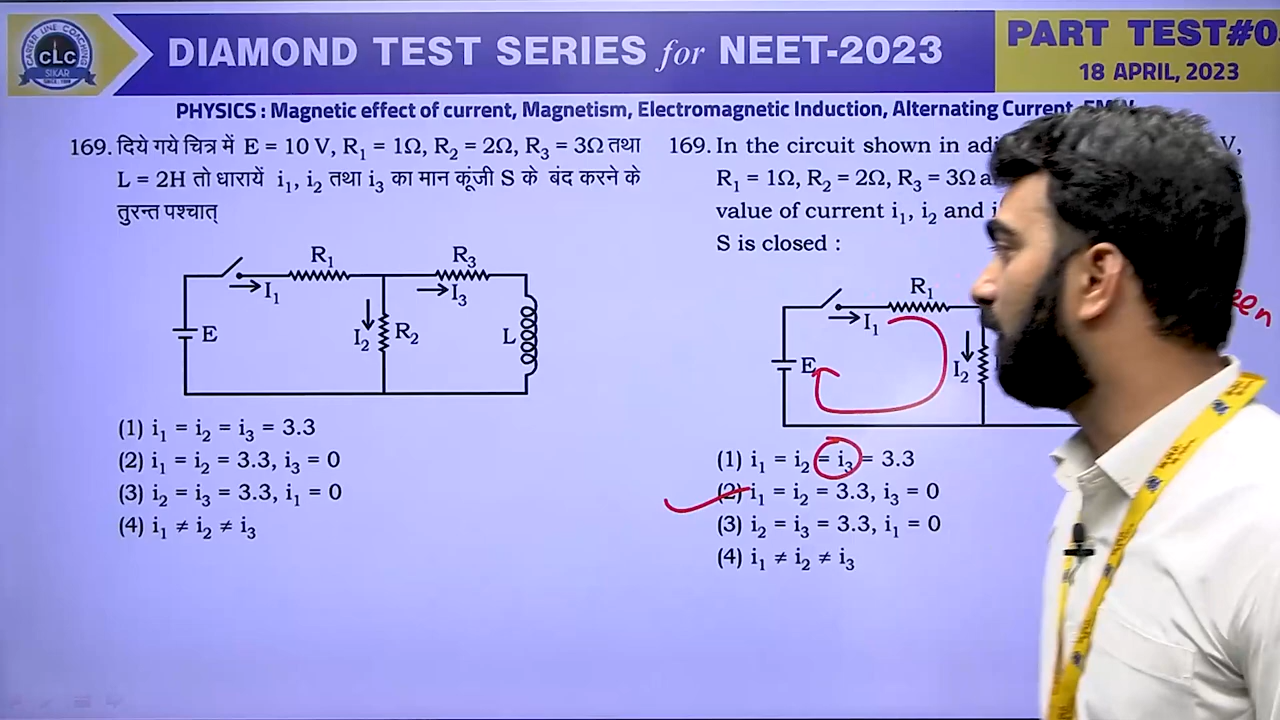 CAREER LINE COACHING
CLC
SIKAR
DIAMOND TEST SERIES for NEET-2023
PART TEST#0
18 APRIL, 2023
PHYSICS : Magnetic effect of current, Magnetism, Electromagnetic Induction, Alternating Current,
169. दिये गये चित्र में E = 10 V, R₁ = 1Ω, R₂ = 2Ω, R₃ = 3Ω तथा
L = 2H तो धारायें i₁, i₂ तथा i₃ का मान कूंजी S के बंद करने के
तुरन्त पश्चात्
R₁
R₃
I₁
I₃
E
I₂
R₂
L
(1) i₁ = i₂ = i₃ = 3.3
(2) i₁ = i₂ = 3.3, i₃ = 0
(3) i₂ = i₃ = 3.3, i₁ = 0
(4) i₁ ≠ i₂ ≠ i₃
169. In the circuit shown in V,
R₁ = 1Ω, R₂ = 2Ω, R₃ = 3Ω
value of current i₁, i₂ and
S is closed :
R₁
I₁
E
I₂
(1) i₁ = i₂ = i₃ = 3.3
(2) i₁ = i₂ = 3.3, i₃ = 0
(3) i₂ = i₃ = 3.3, i₁ = 0
(4) i₁ ≠ i₂ ≠ i₃